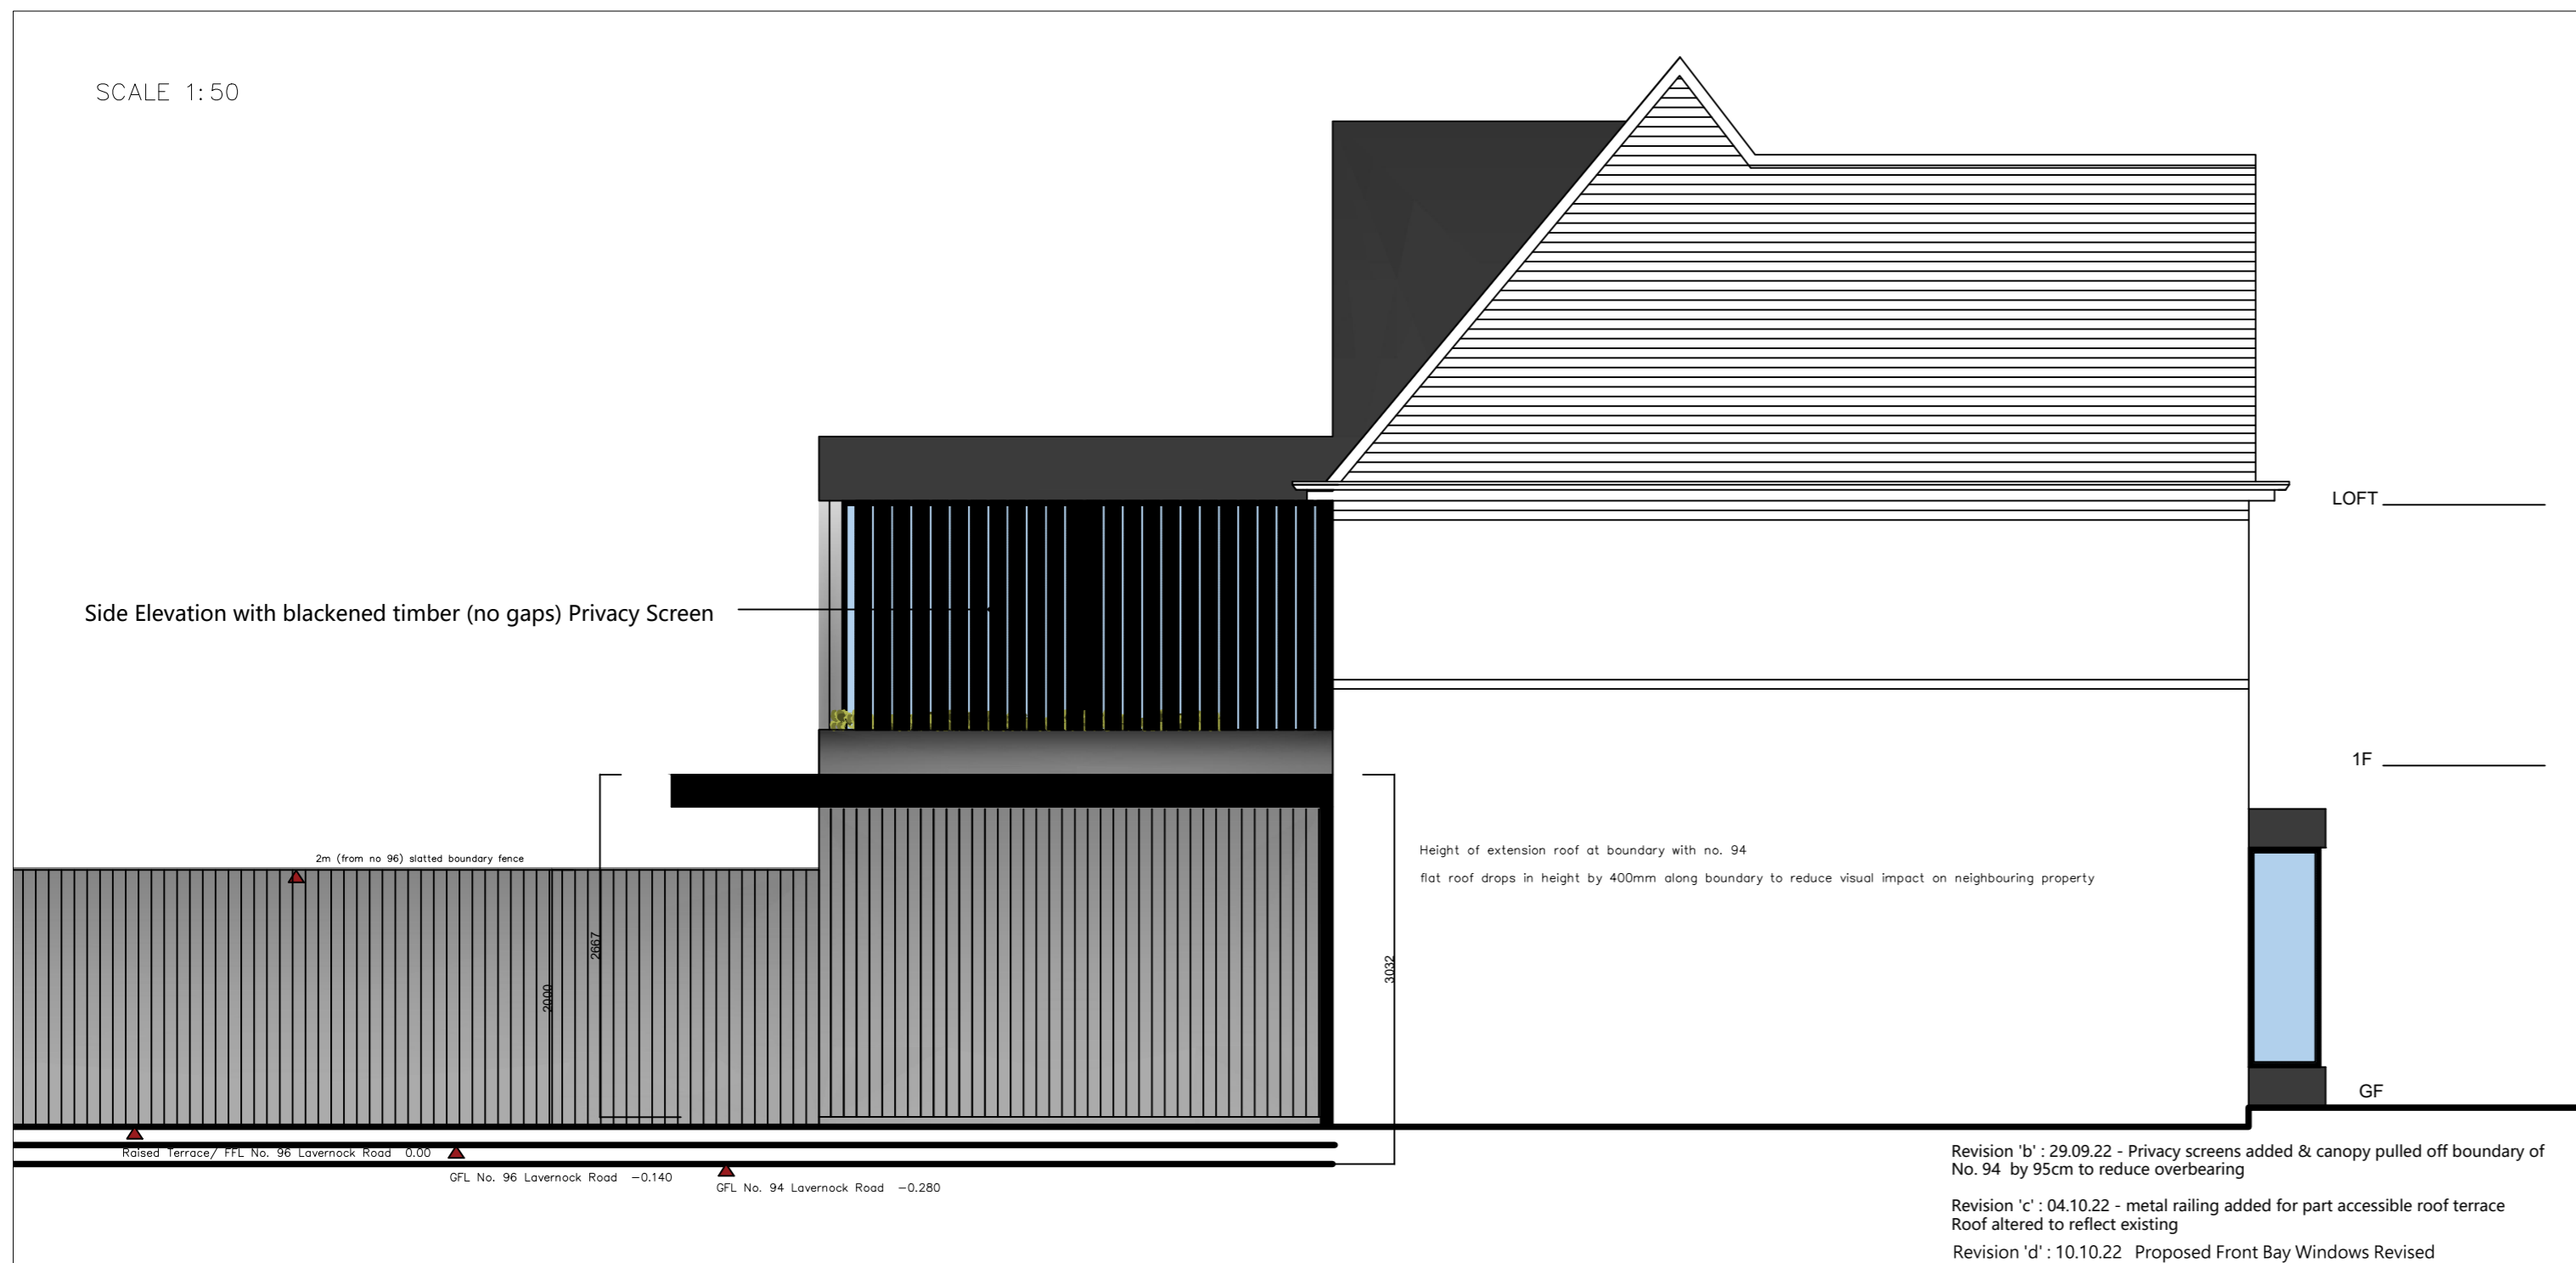 SCALE 1:50
LOFT
Side Elevation with blackened timber (no gaps) Privacy Screen
1F
2m (from no 96) slatted boundary fence
Height of extension roof at boundary with no. 94
flat roof drops in height by 400mm along boundary to reduce visual impact on neighbouring property
2667
2000
3032
GF
Raised Terrace/ FFL No. 96 Lavernock Road 0.00
GFL No. 96 Lavernock Road -0.140
GFL No. 94 Lavernock Road -0.280
Revision 'b' : 29.09.22 - Privacy screens added & canopy pulled off boundary of
No. 94 by 95cm to reduce overbearing
Revision 'c' : 04.10.22 - metal railing added for part accessible roof terrace
Roof altered to reflect existing
Revision 'd' : 10.10.22 Proposed Front Bay Windows Revised